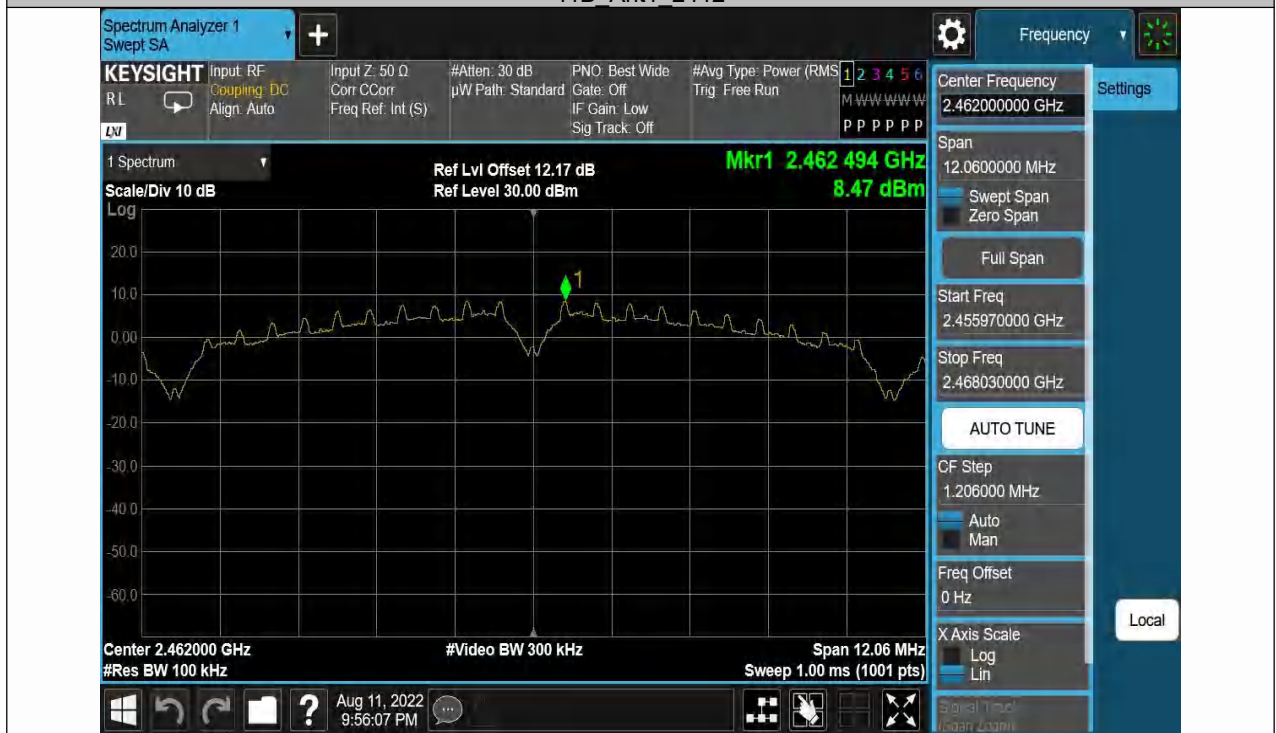 Spectrum Analyzer 1
Swept SA
Frequency
KEYSIGHT
RL
LXI
Input: RF
Coupling: DC
Align: Auto
Input Z: 50 Ω
Corr CCorr
Freq Ref: Int (S)
#Atten: 30 dB
µW Path: Standard
PNO: Best Wide
Gate: Off
IF Gain: Low
Sig Track: Off
#Avg Type: Power (RMS
Trig: Free Run
1 2 3 4 5 6
M W W W W W
P P P P P P
Center Frequency
2.462000000 GHz
Settings
Span
12.0600000 MHz
Swept Span
Zero Span
Full Span
Start Freq
2.455970000 GHz
Stop Freq
2.468030000 GHz
AUTO TUNE
CF Step
1.206000 MHz
Auto
Man
Freq Offset
0 Hz
X Axis Scale
Log
Lin
Local
1 Spectrum
Scale/Div 10 dB
Ref Lvl Offset 12.17 dB
Ref Level 30.00 dBm
Mkr1 2.462 494 GHz
8.47 dBm
Log
20.0
10.0
0.00
-10.0
-20.0
-30.0
-40.0
-50.0
-60.0
1
Center 2.462000 GHz
#Res BW 100 kHz
#Video BW 300 kHz
Span 12.06 MHz
Sweep 1.00 ms (1001 pts)
?
Aug 11, 2022
9:56:07 PM